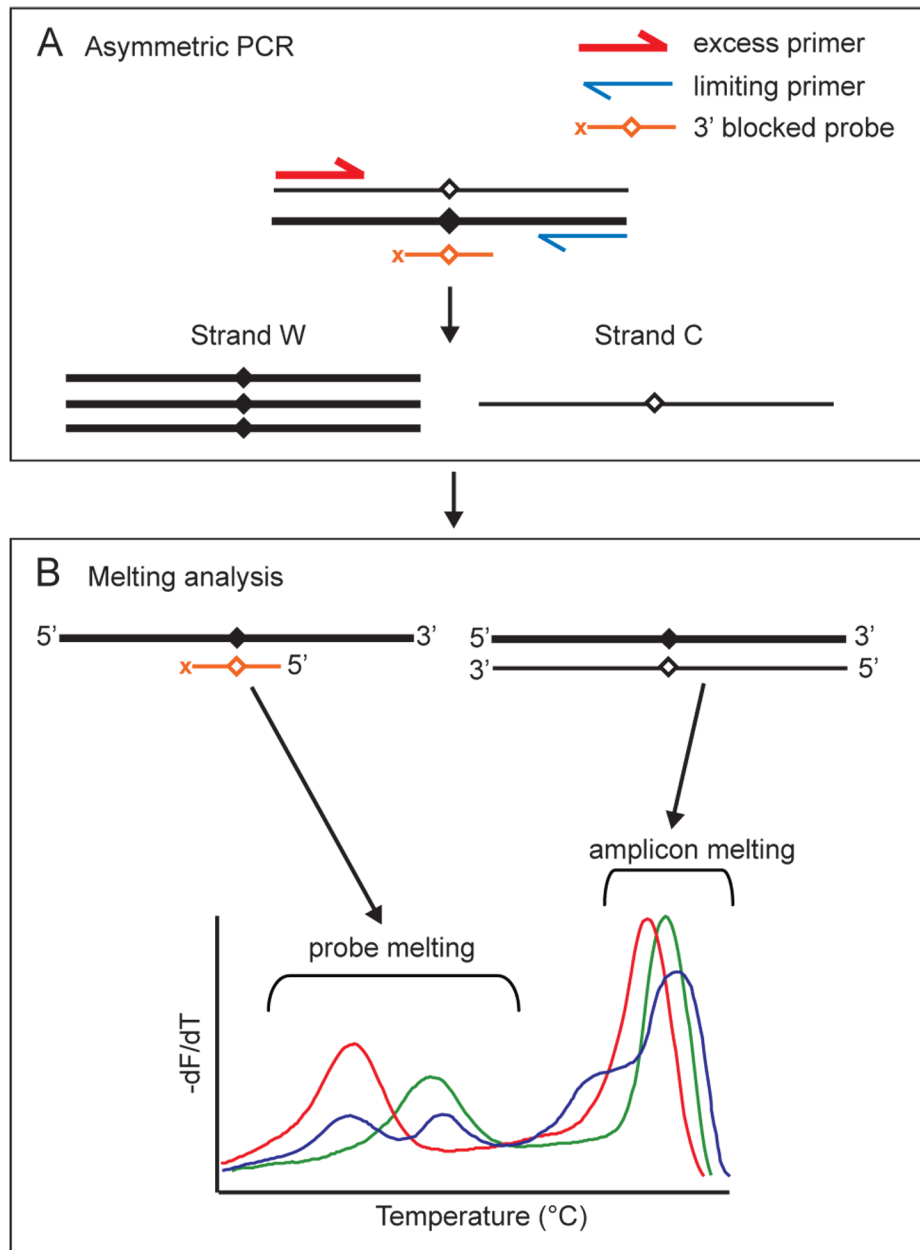 A Asymmetric PCR
excess primer
limiting primer
x 3’ blocked probe
x
Strand W Strand C
B Melting analysis
5’ 3’ 5’ 3’
x 5’ 3’ 5’
amplicon melting
probe melting
-dF/dT
Temperature (°C)